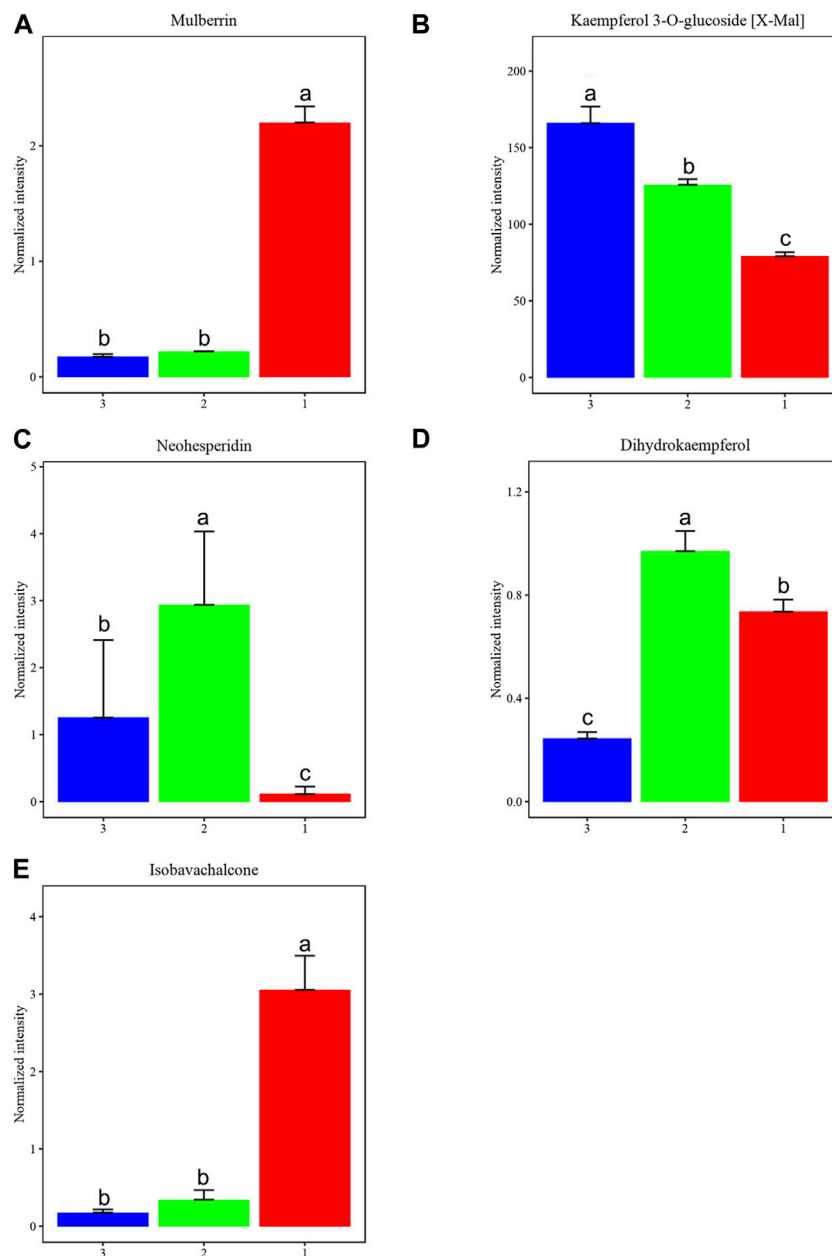 A
Mulberrin
Normalized intensity
2
1
0
b
b
a
3
2
1
B
Kaempferol 3-O-glucoside [X-Mal]
Normalized intensity
200
150
100
50
0
a
b
c
3
2
1
C
Neohesperidin
Normalized intensity
5
4
3
2
1
0
b
a
c
3
2
1
D
Dihydrokaempferol
Normalized intensity
1.2
0.8
0.4
0.0
c
a
b
3
2
1
E
Isobavachalcone
Normalized intensity
4
3
2
1
0
b
b
a
3
2
1